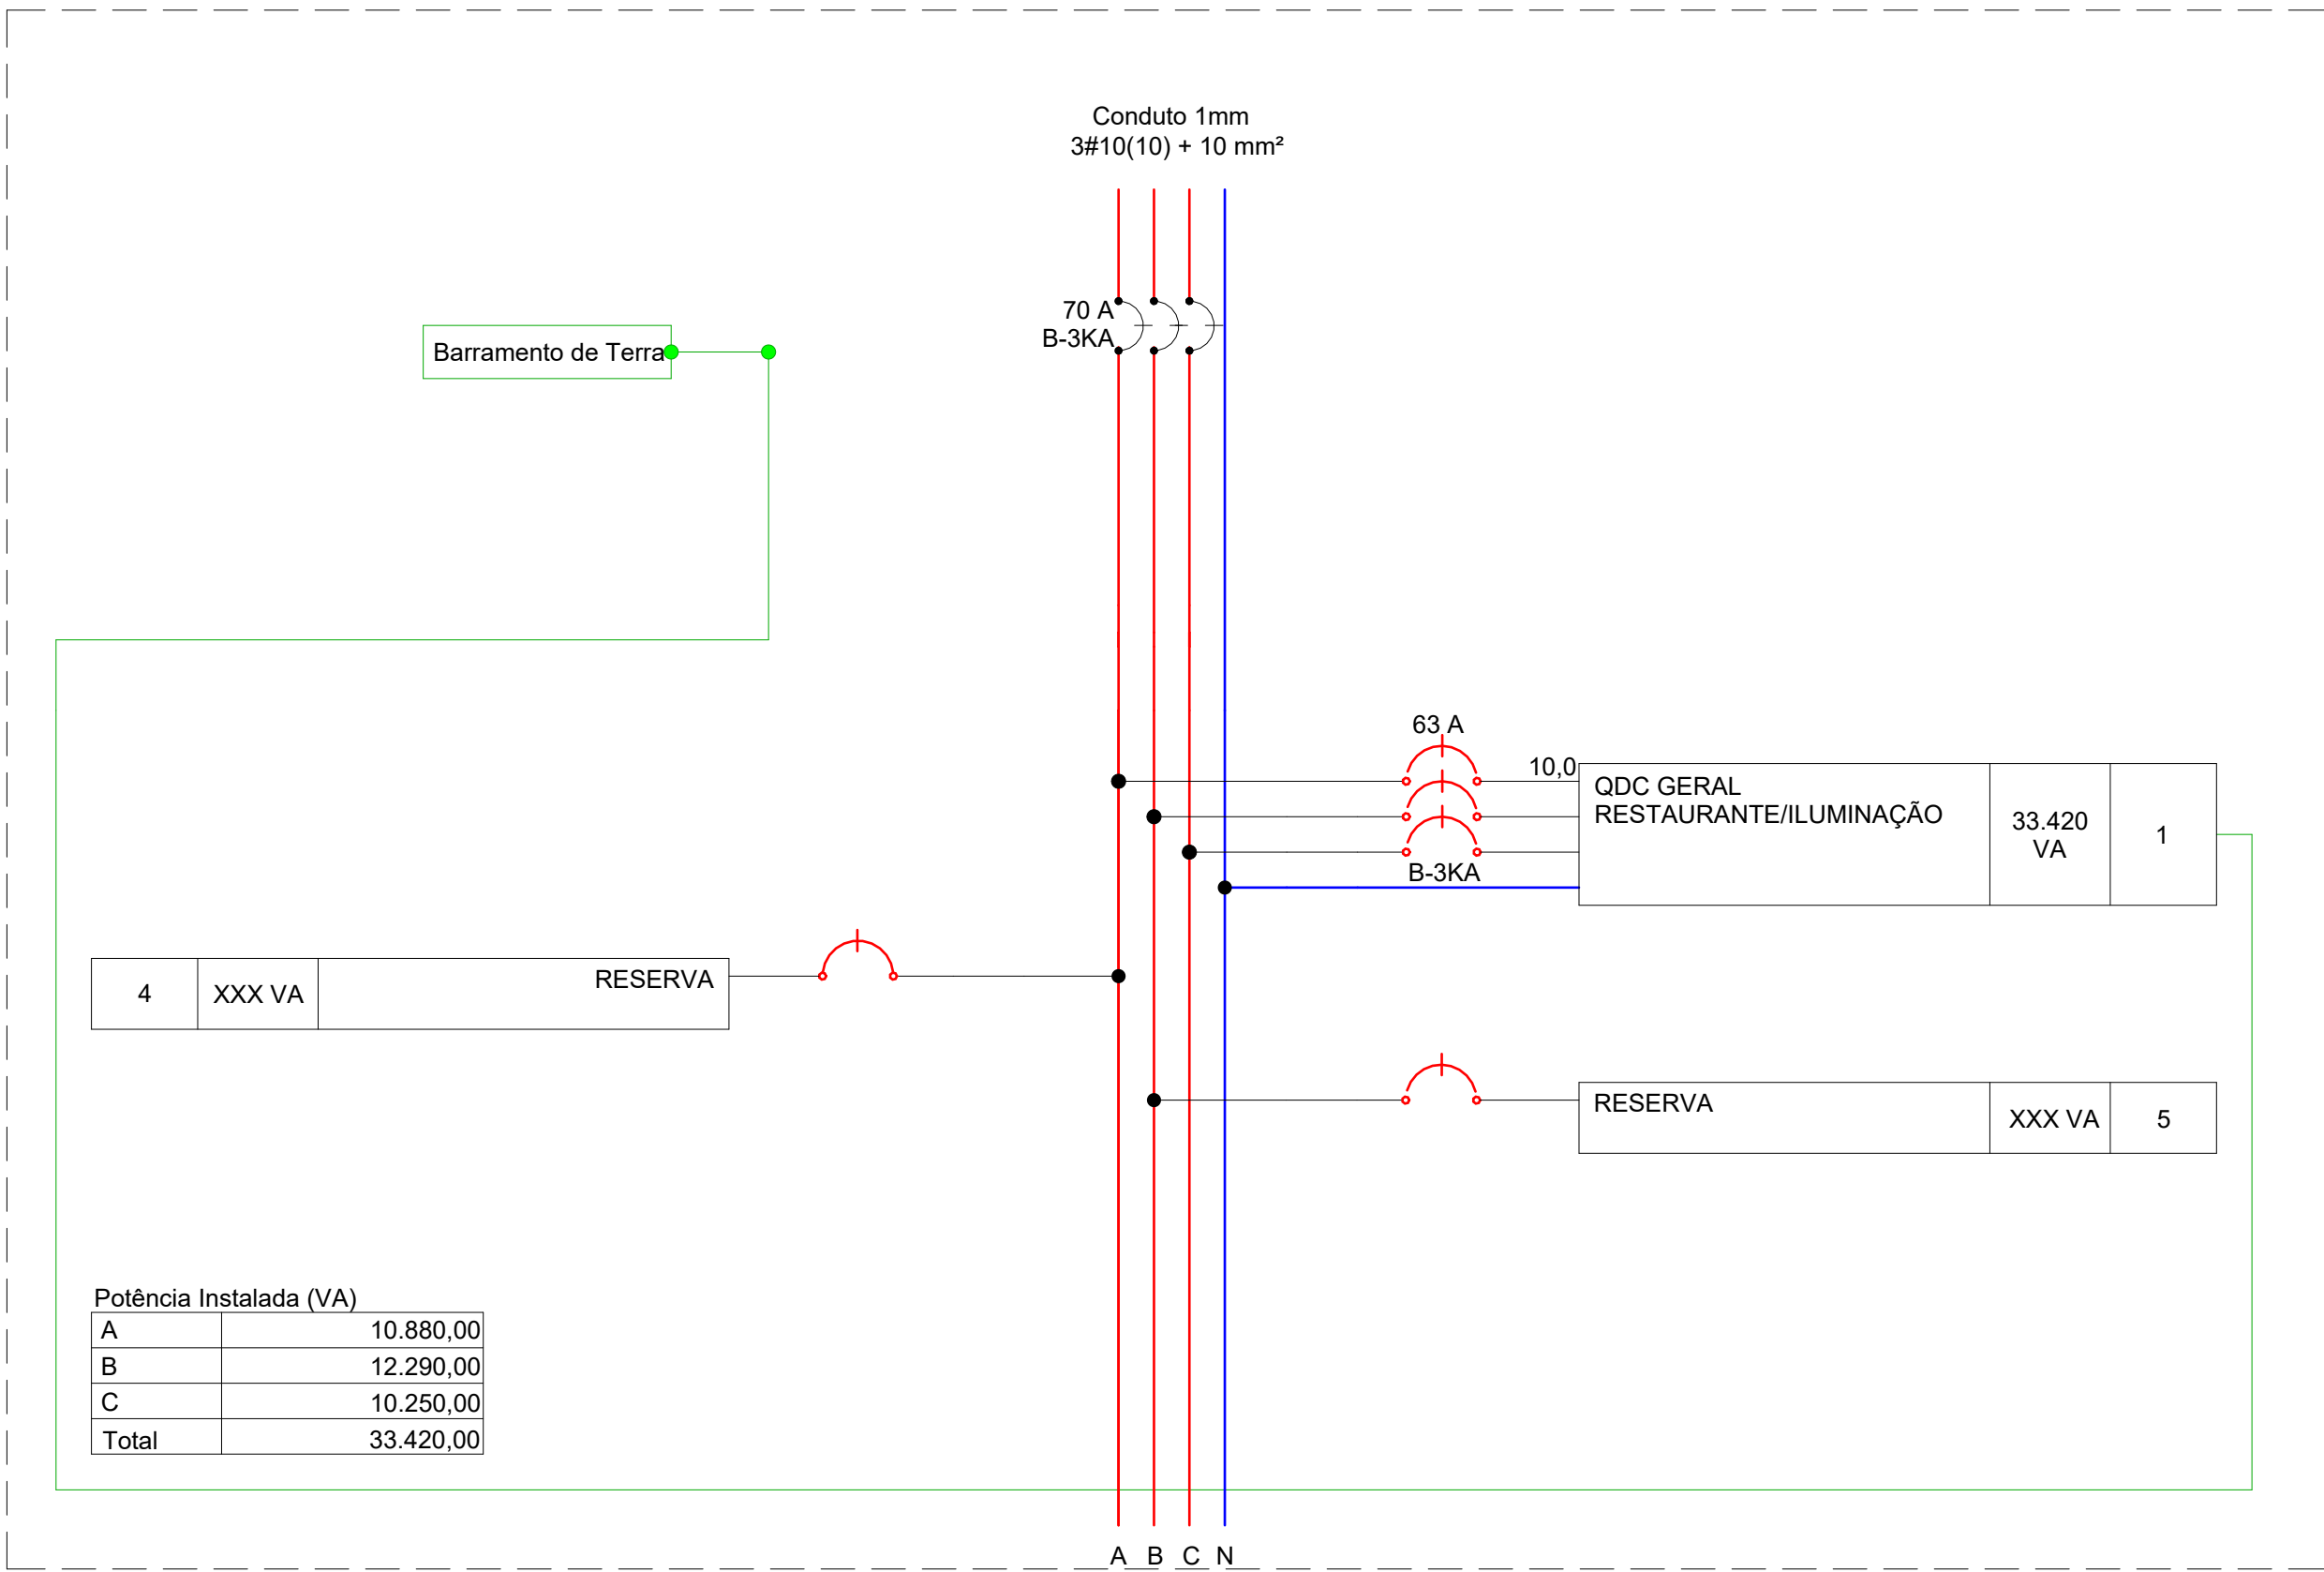 Conduto 1mm
3#10(10) + 10 mm²
70 A
B-3KA
Barramento de Terra
63 A
10,0
QDC GERAL
RESTAURANTE/ILUMINAÇÃO
33.420
VA
1
B-3KA
4
XXX VA
RESERVA
RESERVA
XXX VA
5
Potência Instalada (VA)
A 10.880,00
B 12.290,00
C 10.250,00
Total 33.420,00
A B C N